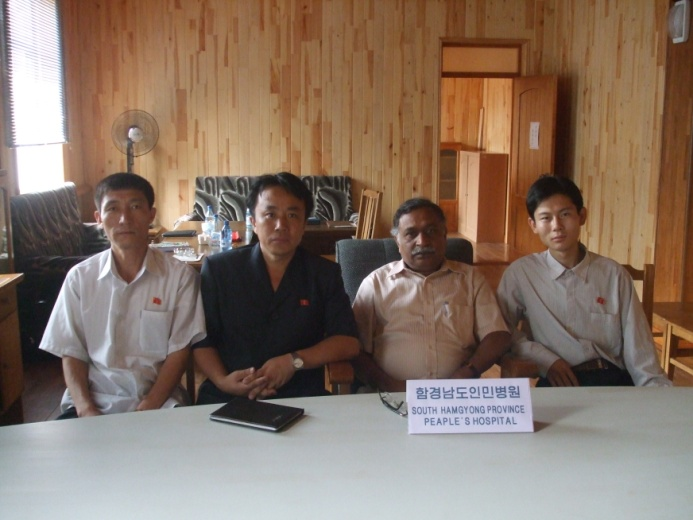 함경남도인민병원
SOUTH HAMGYONG PROVINCE
PEAPLE'S HOSPITAL